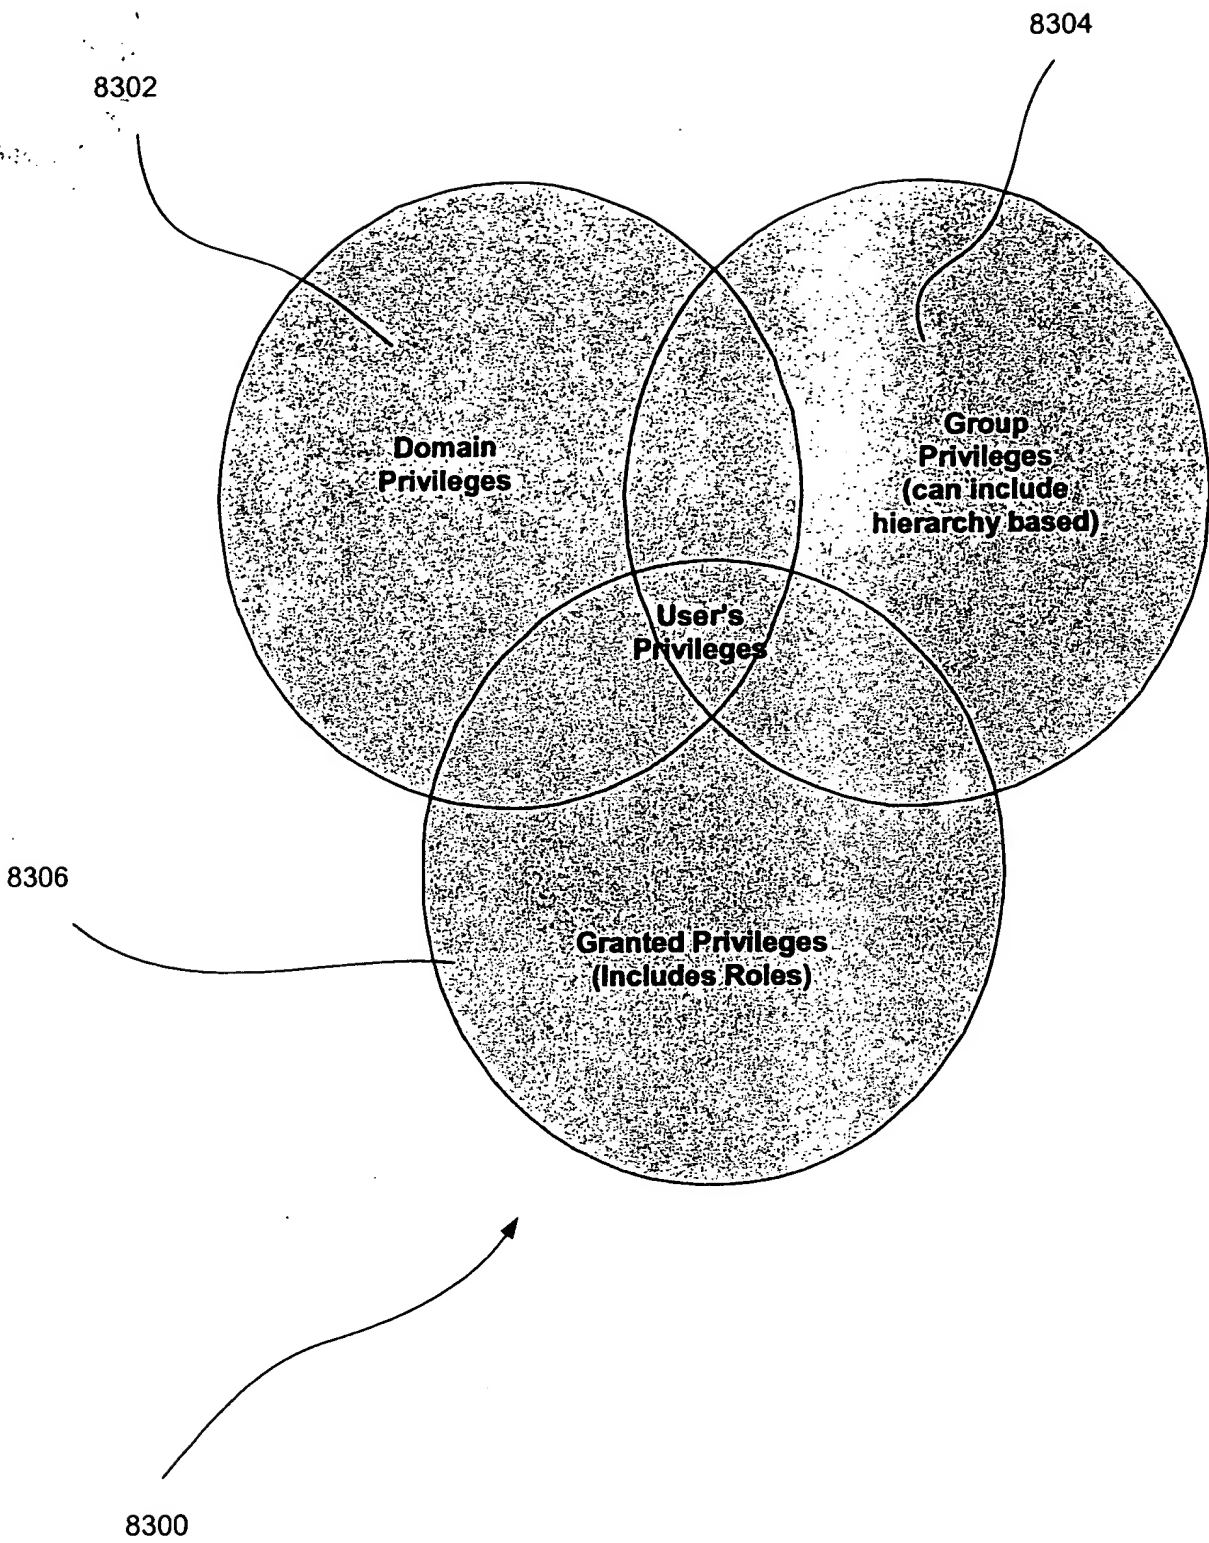 8304
8302
Domain
Privileges
Group
Privileges
(can include
hierarchy based)
User's
Privileges
8306
Granted Privileges
(Includes Roles)
8300